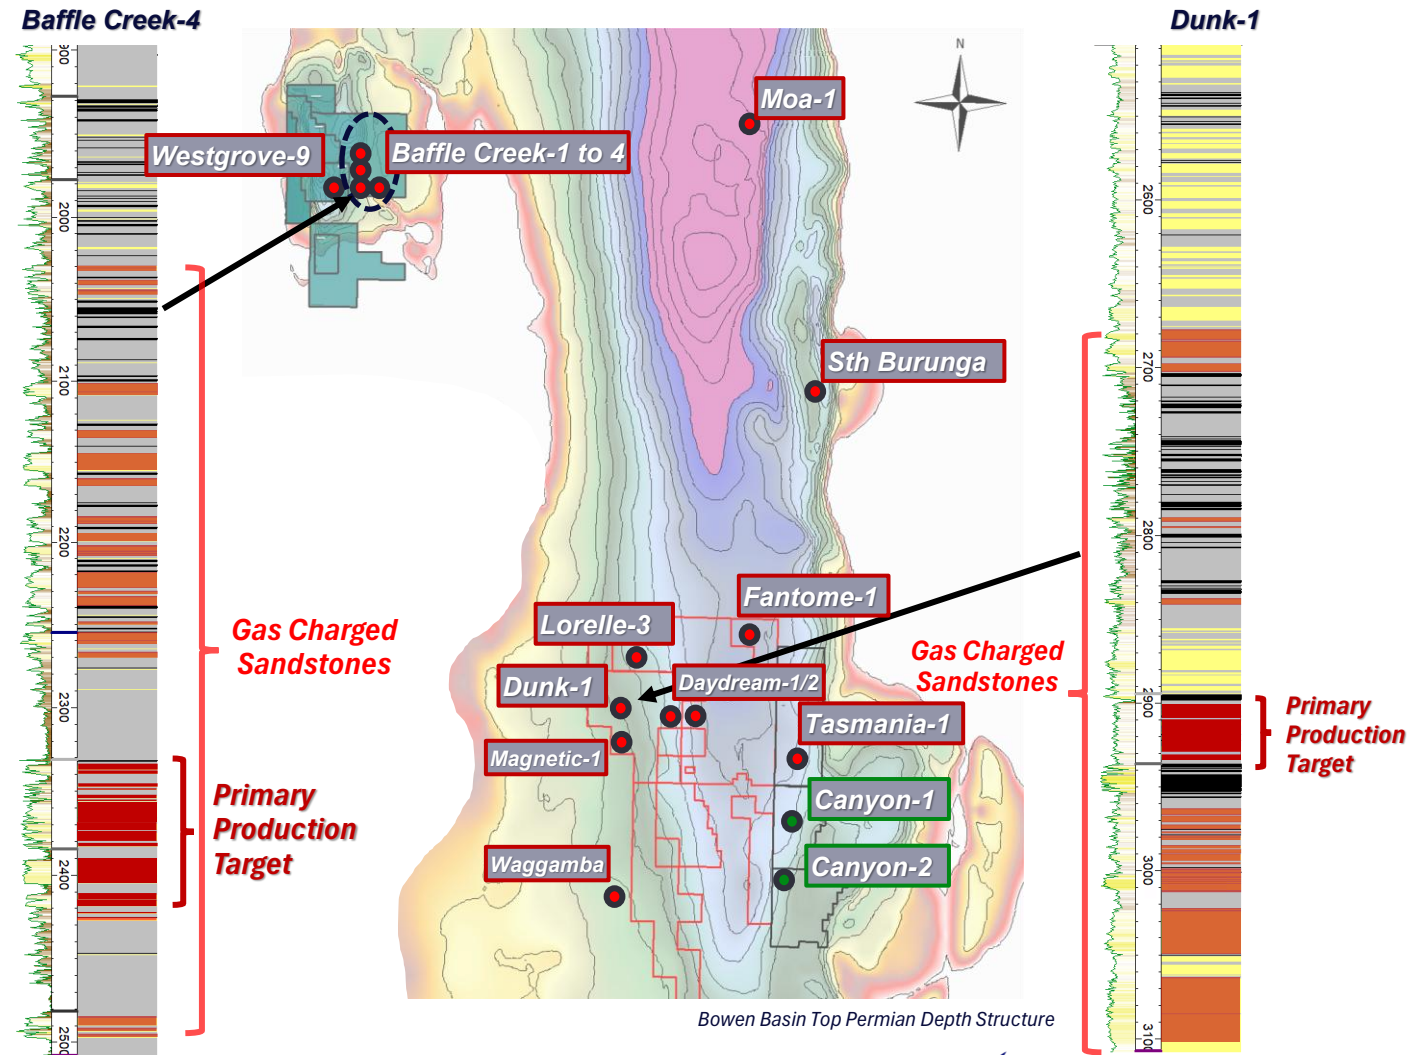 Baffle Creek-4
Dunk-1
N
Moa-1
Westgrove-9
Baffle Creek-1 to 4
Sth Burunga
Fantome-1
Lorelle-3
Dunk-1
Daydream-1/2
Tasmania-1
Magnetic-1
Canyon-1
Canyon-2
Waggamba
Gas Charged
Sandstones
Primary
Production
Target
Gas Charged
Sandstones
Primary
Production
Target
900
2000
2100
2200
2300
2400
2500
2600
2700
2800
2900
3000
3100
Bowen Basin Top Permian Depth Structure